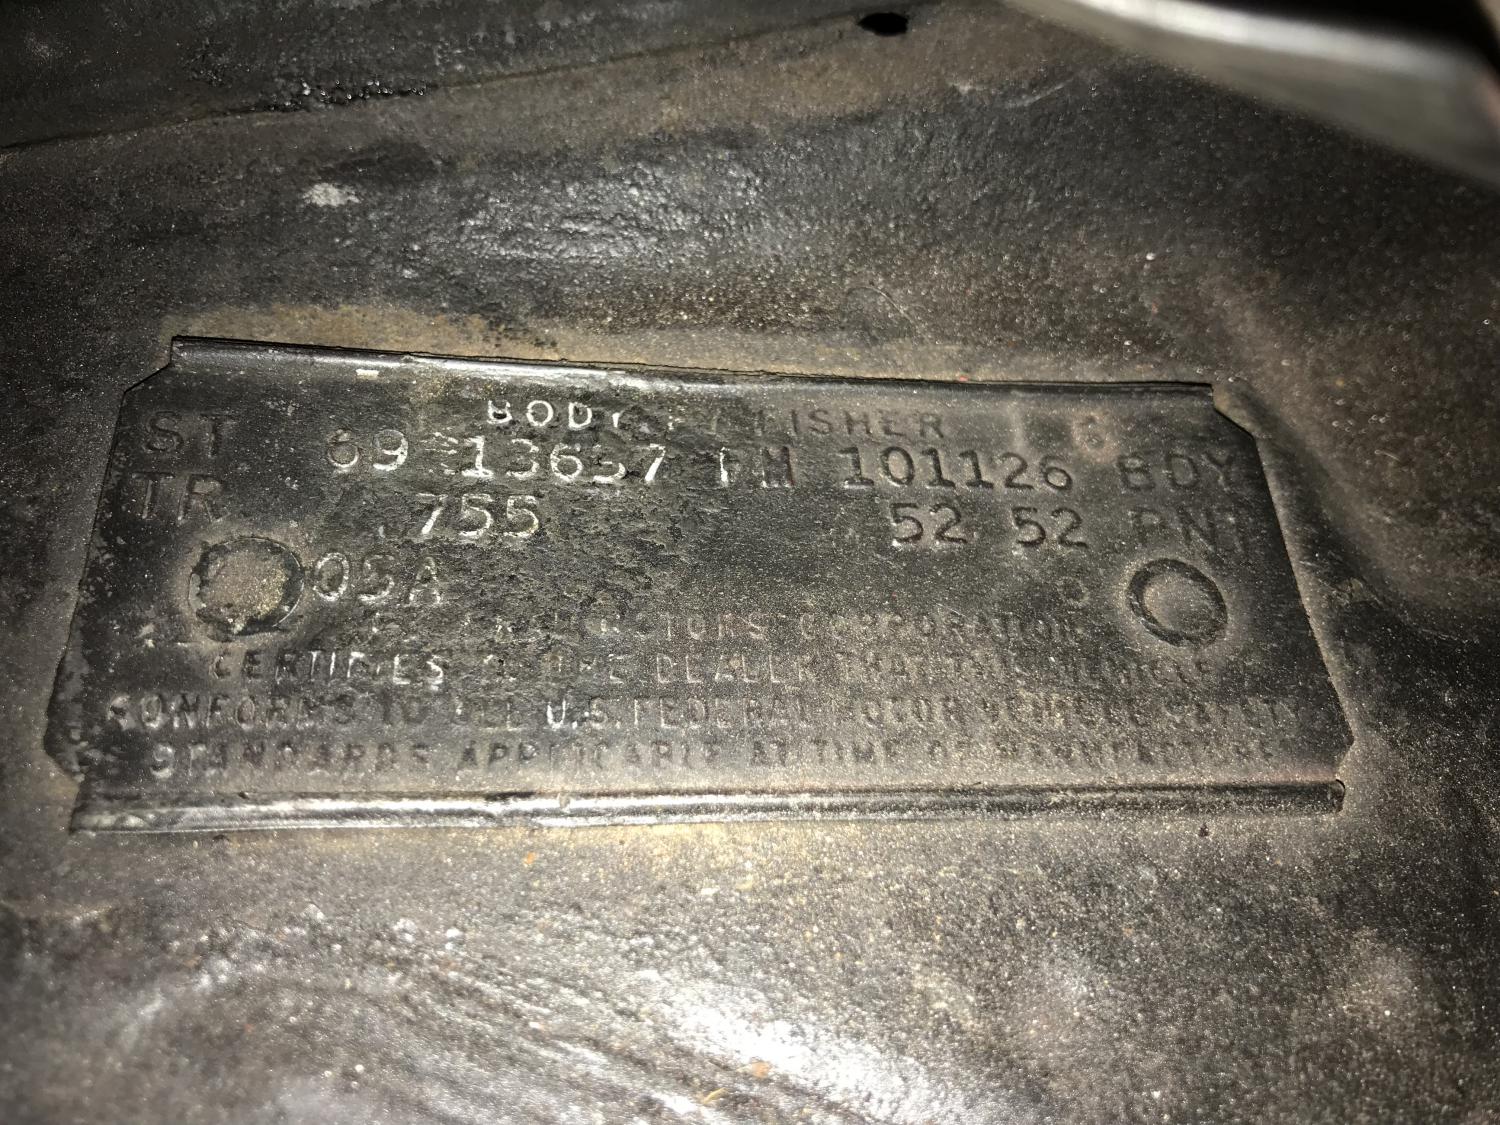 BODY BY FISHER
ST 69 13637 FM 101126 BDY
TR 755 52 52 PNT
05A
MOTORS CORPORATION
CERTIFIES TO THE DEALER THAT THIS VEHICLE
CONFORMS TO ALL U.S. FEDERAL MOTOR VEHICLE SAFETY
STANDARDS APPLICABLE AT TIME OF MANUFACTURE